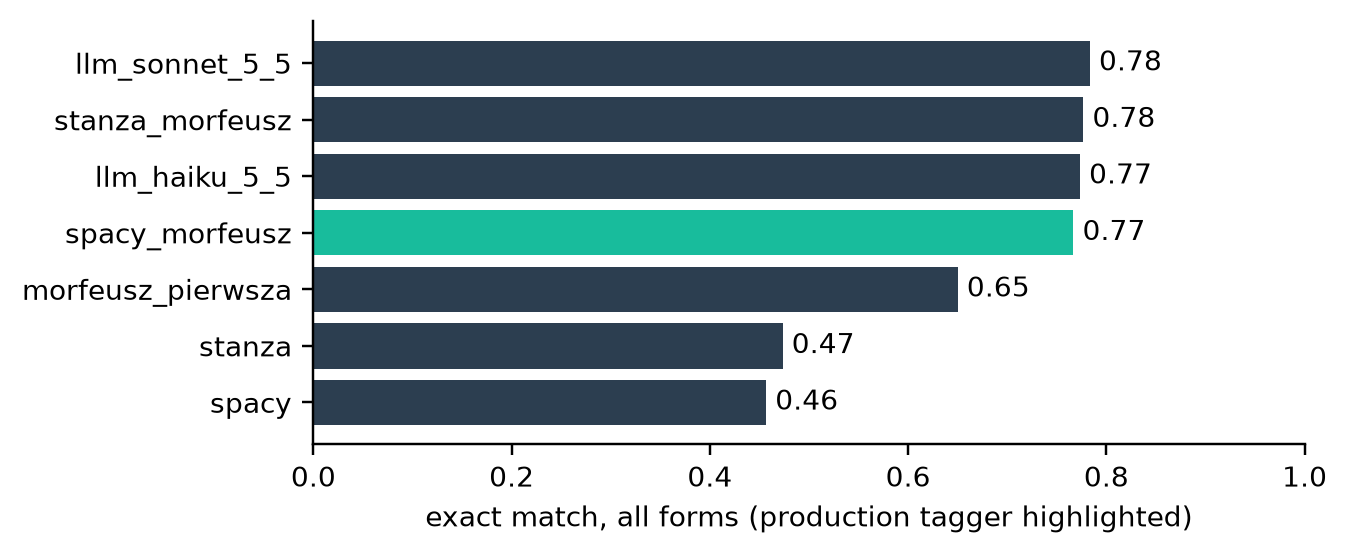 llm_sonnet_5_5 0.78
stanza_morfeusz 0.78
llm_haiku_5_5 0.77
spacy_morfeusz 0.77
morfeusz_pierwsza 0.65
stanza 0.47
spacy 0.46
0.0 0.2 0.4 0.6 0.8 1.0
exact match, all forms (production tagger highlighted)